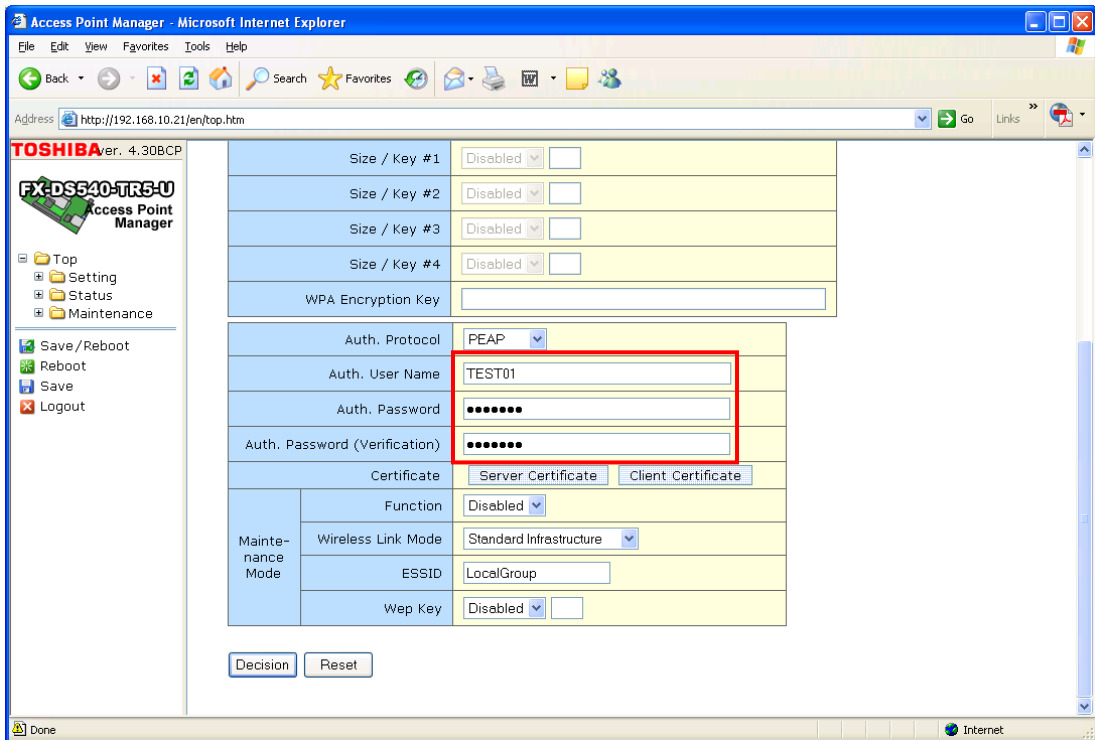 Access Point Manager - Microsoft Internet Explorer
File Edit View Favorites Tools Help
Back Search Favorites
Address http://192.168.10.21/en/top.htm Go Links »
TOSHIBA ver. 4.30BCP
FX-DS540-TR5-U
Access Point
Manager
Top
Setting
Status
Maintenance
Save/Reboot
Reboot
Save
Logout
Size / Key #1 Disabled
Size / Key #2 Disabled
Size / Key #3 Disabled
Size / Key #4 Disabled
WPA Encryption Key
Auth. Protocol PEAP
Auth. User Name TEST01
Auth. Password •••••••
Auth. Password (Verification) •••••••
Certificate Server Certificate Client Certificate
Mainte-
nance
Mode
Function Disabled
Wireless Link Mode Standard Infrastructure
ESSID LocalGroup
Wep Key Disabled
Decision Reset
Done Internet